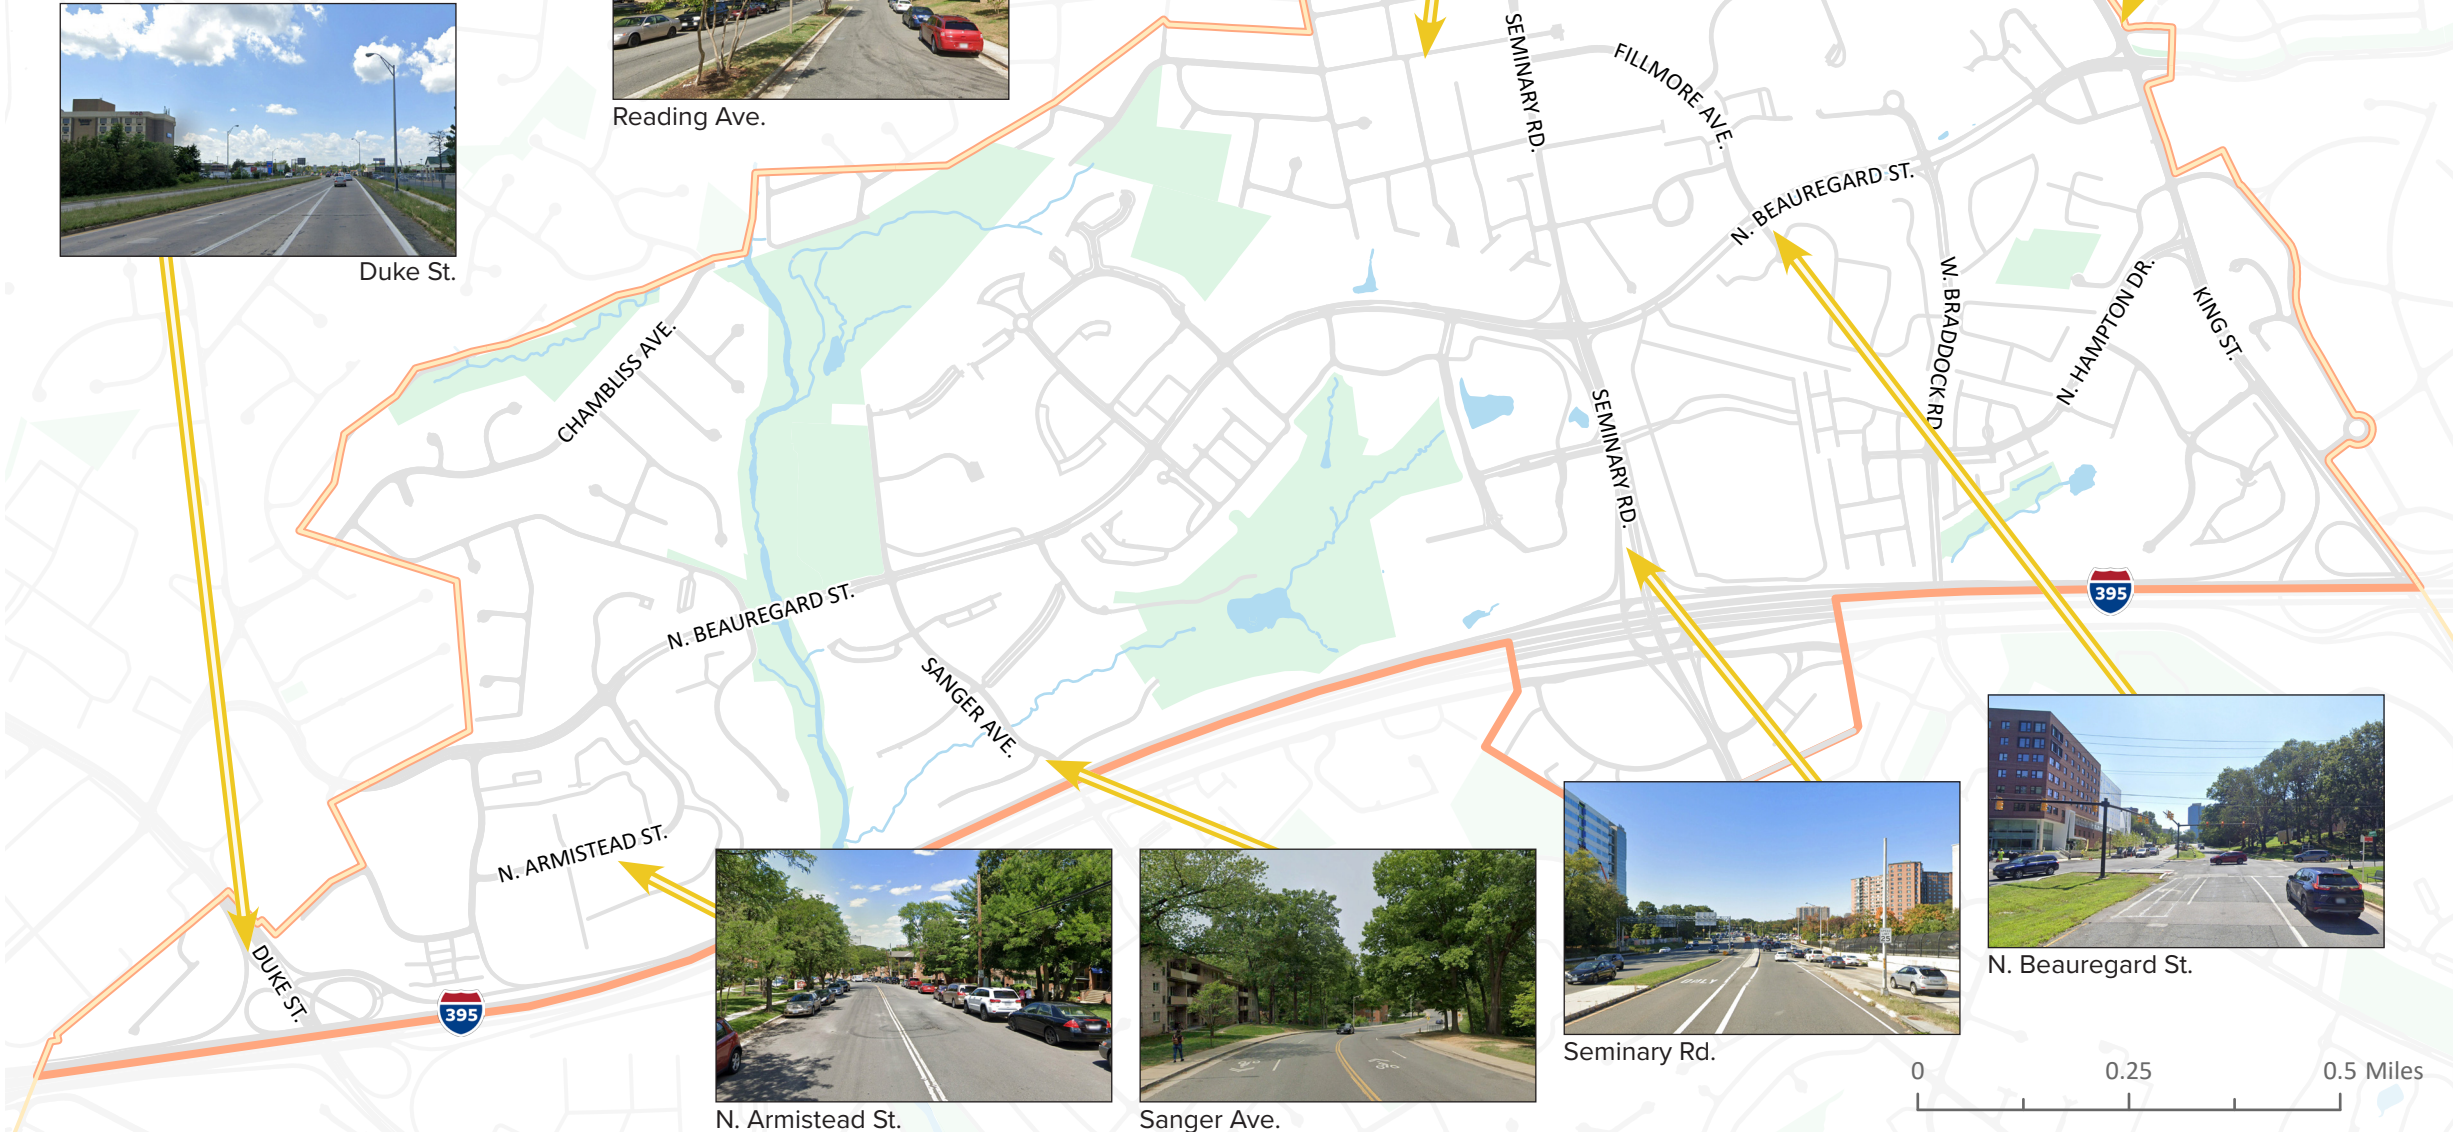 Reading Ave.
Duke St.
SEMINARY RD.
FILLMORE AVE.
N. BEAUREGARD ST.
W. BRADDOCK RD
N. HAMPTON DR.
KING ST.
CHAMBLISS AVE.
SEMINARY RD.
N. BEAUREGARD ST.
SANGER AVE.
395
N. ARMISTEAD ST.
DUKE ST.
395
N. Beauregard St.
25
ONLY
Seminary Rd.
N. Armistead St.
Sanger Ave.
0 0.25 0.5 Miles